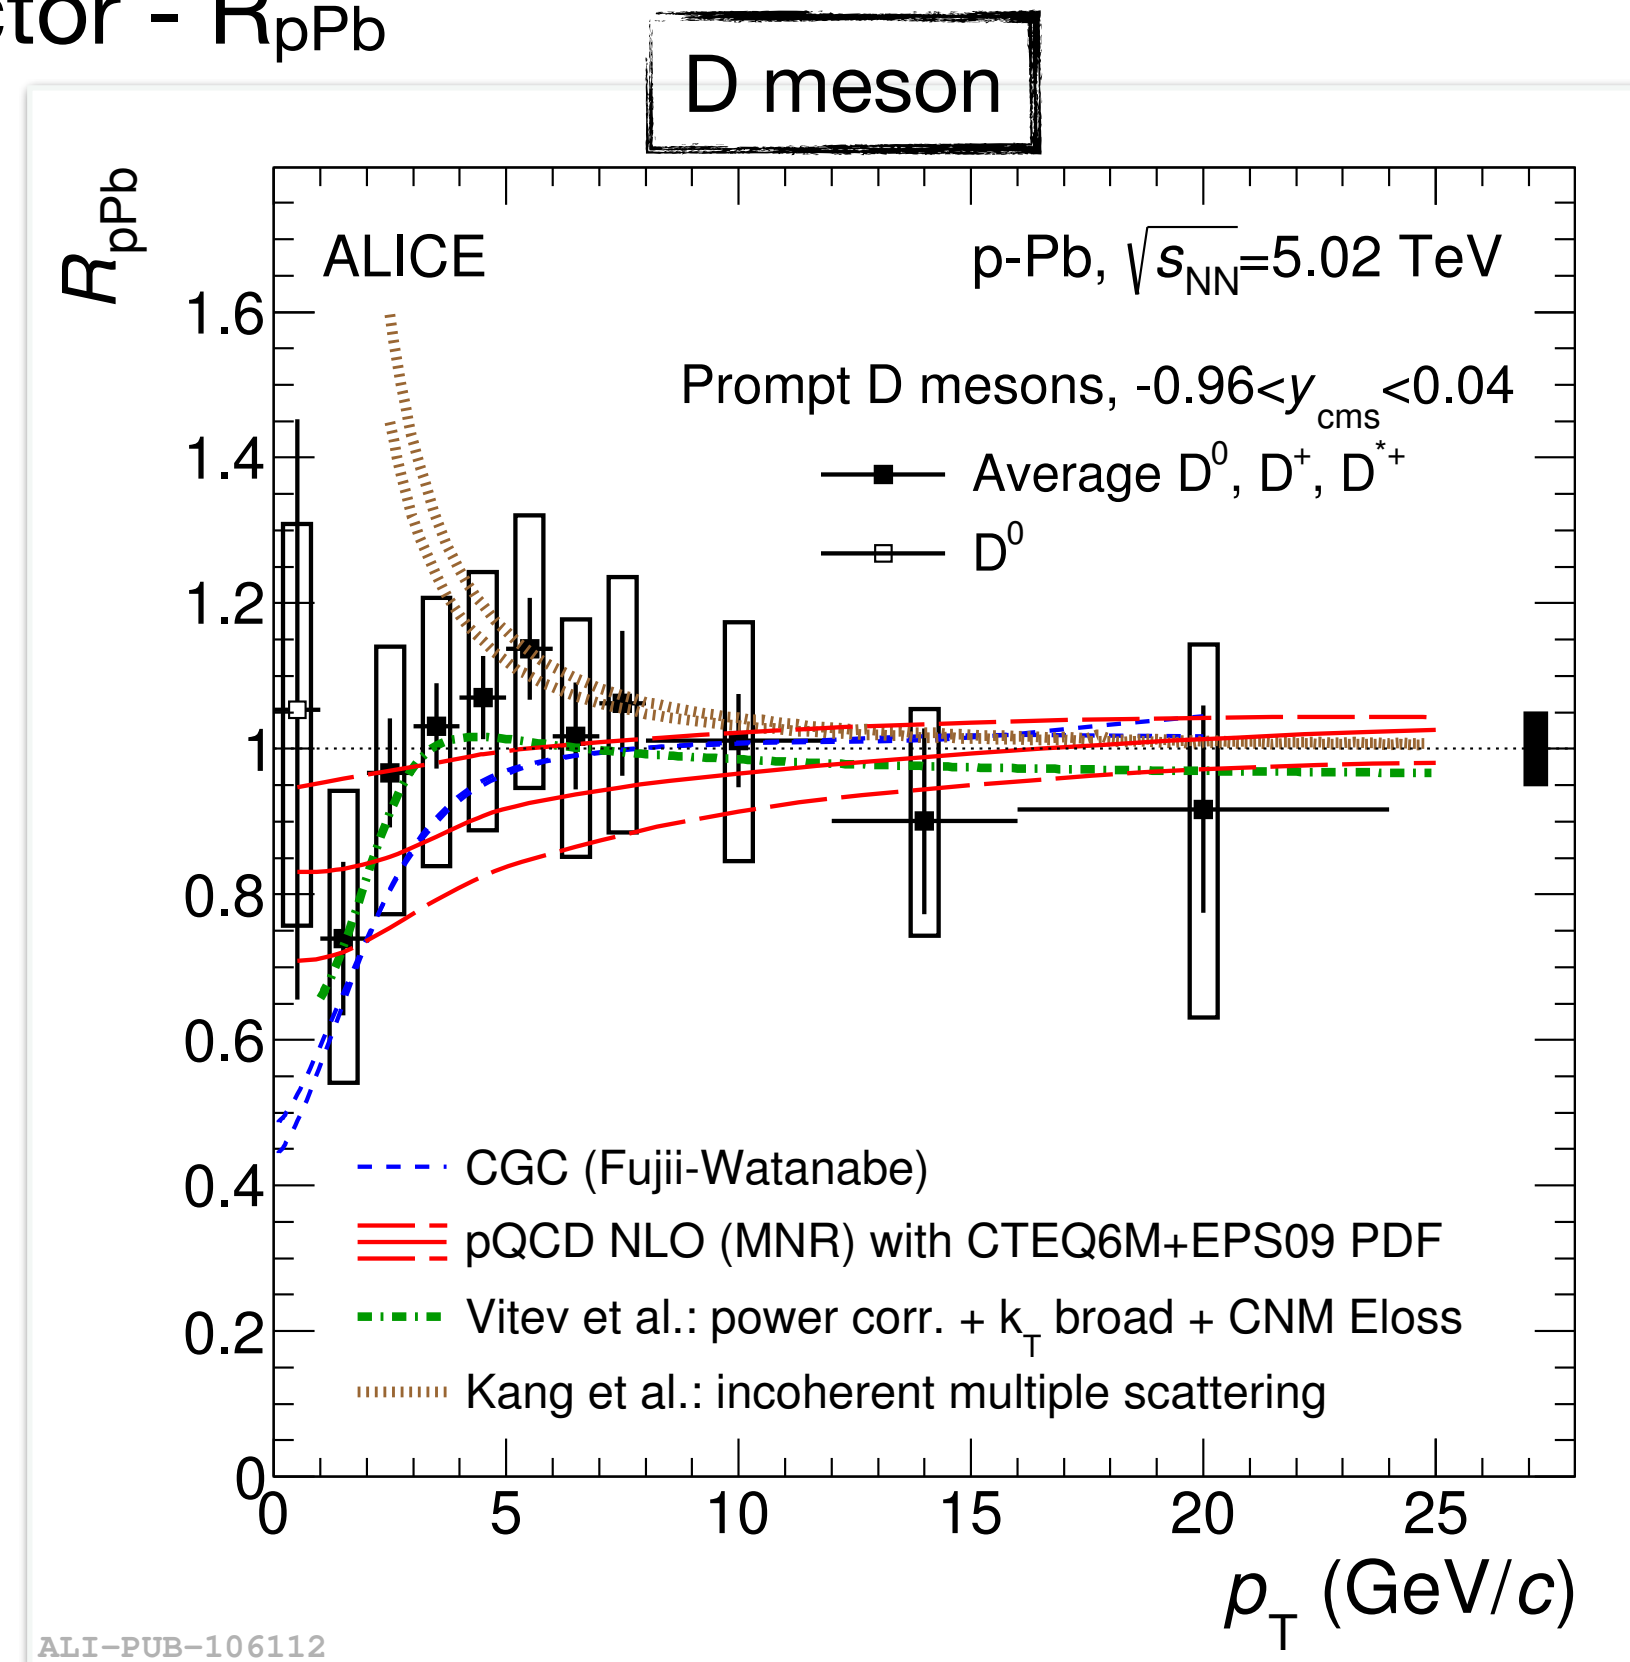 ctor - RpPb
D meson
RpPb
ALICE
p-Pb, √sNN=5.02 TeV
Prompt D mesons, -0.96<ycms<0.04
Average D0, D+, D*+
D0
1.6
1.4
1.2
1
0.8
0.6
0.4
0.2
0
CGC (Fujii-Watanabe)
pQCD NLO (MNR) with CTEQ6M+EPS09 PDF
Vitev et al.: power corr. + kT broad + CNM Eloss
Kang et al.: incoherent multiple scattering
0 5 10 15 20 25
pT (GeV/c)
ALI-PUB-106112